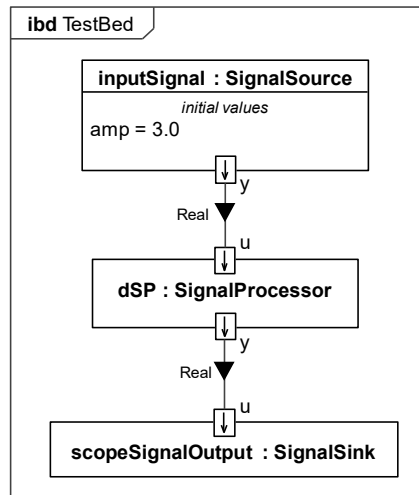 ibd TestBed
inputSignal : SignalSource
initial values
amp = 3.0
y
Real
u
dSP : SignalProcessor
y
Real
u
scopeSignalOutput : SignalSink